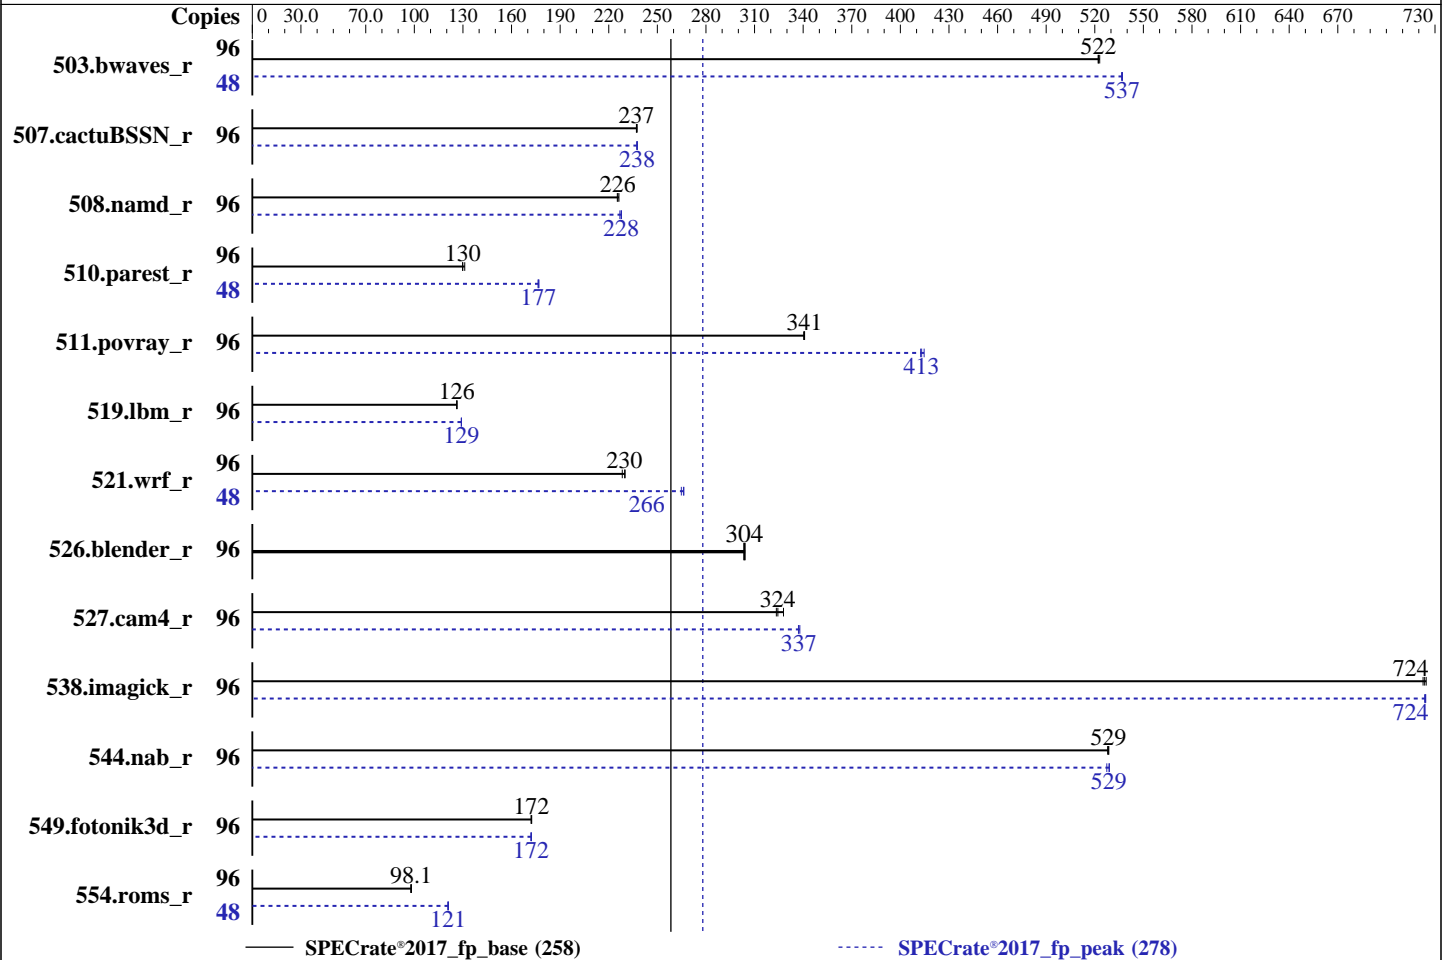 Copies 0 30.0 70.0 100 130 160 190 220 250 280 310 340 370 400 430 460 490 520 550 580 610 640 670 730
503.bwaves_r 96 522
48 537
507.cactuBSSN_r 96 237
238
508.namd_r 96 226
228
510.parest_r 96 130
48 177
511.povray_r 96 341
413
519.lbm_r 96 126
129
521.wrf_r 96 230
48 266
526.blender_r 96 304
527.cam4_r 96 324
337
538.imagick_r 96 724
724
544.nab_r 96 529
529
549.fotonik3d_r 96 172
172
554.roms_r 96 98.1
48 121
SPECrate®2017_fp_base (258) SPECrate®2017_fp_peak (278)